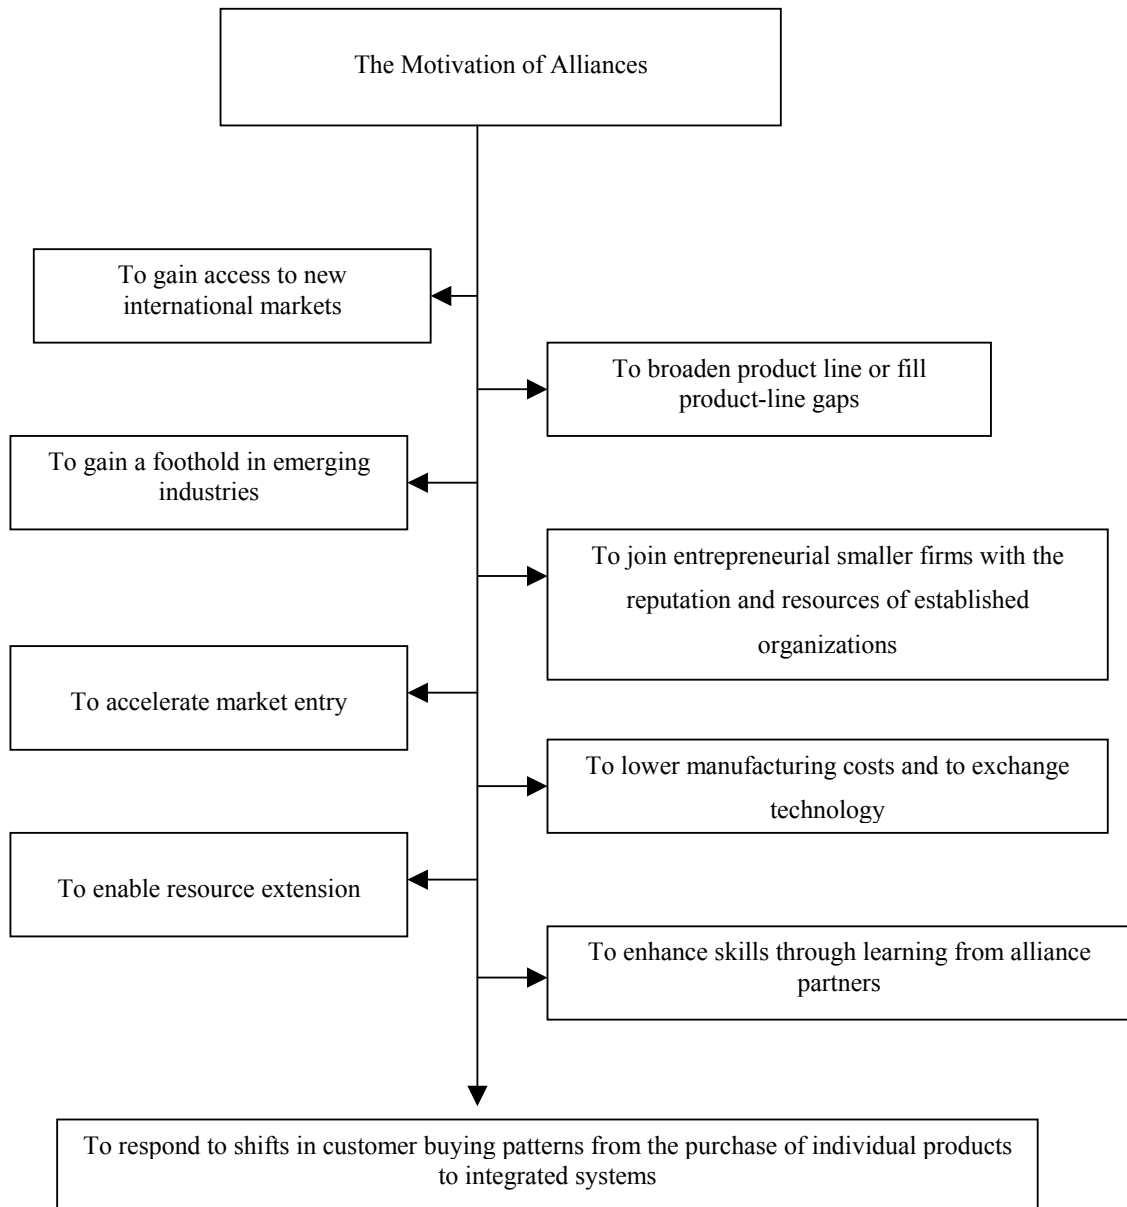 The Motivation of Alliances
To gain access to new
international markets
To broaden product line or fill
product-line gaps
To gain a foothold in emerging
industries
To join entrepreneurial smaller firms with the
reputation and resources of established
organizations
To accelerate market entry
To lower manufacturing costs and to exchange
technology
To enable resource extension
To enhance skills through learning from alliance
partners
To respond to shifts in customer buying patterns from the purchase of individual products
to integrated systems